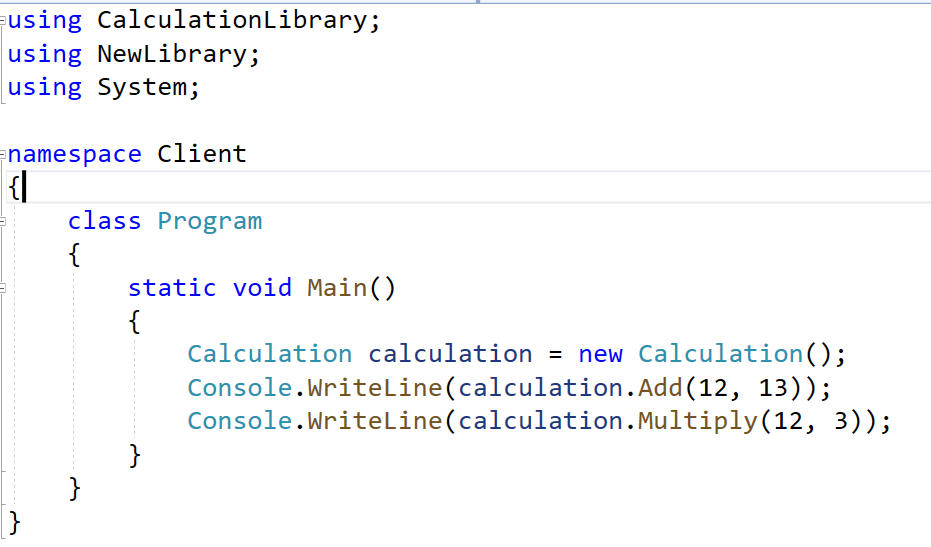 using CalculationLibrary;
using NewLibrary;
using System;

namespace Client
{
    class Program
    {
        static void Main()
        {
            Calculation calculation = new Calculation();
            Console.WriteLine(calculation.Add(12, 13));
            Console.WriteLine(calculation.Multiply(12, 3));
        }
    }
}